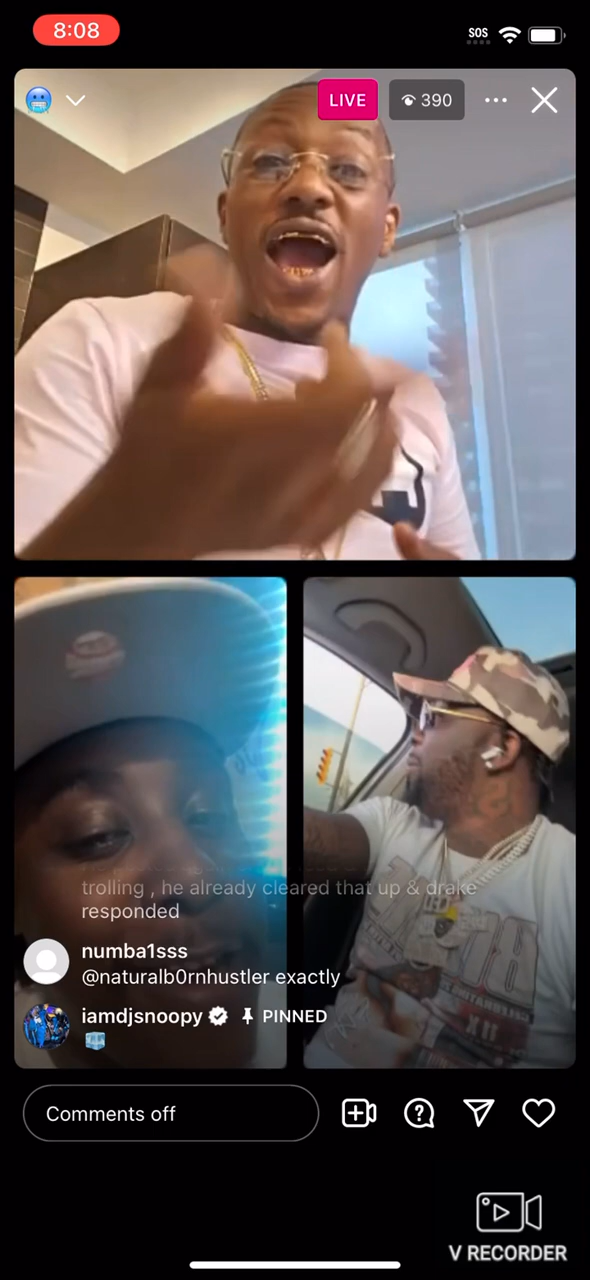 8:08
SOS
LIVE
390
trolling , he already cleared that up & drake
responded
numba1sss
@naturalb0rnhustler exactly
iamdjsnoopy
PINNED
Comments off
V RECORDER